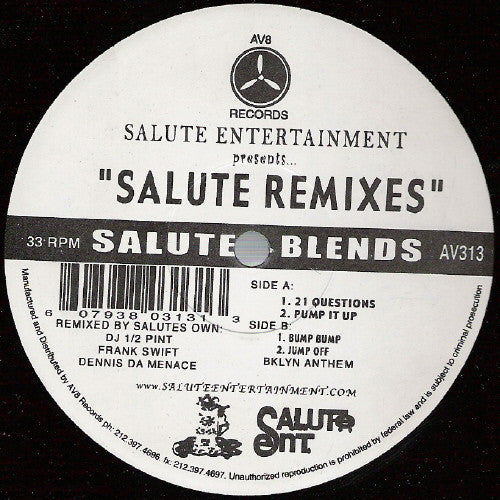 AV8
RECORDS
SALUTE ENTERTAINMENT
presents...
"SALUTE REMIXES"
33 RPM SALUTE BLENDS AV313
SIDE A:
1. 21 QUESTIONS
2. PUMP IT UP
SIDE B:
1. BUMP BUMP
2. JUMP OFF
BKLYN ANTHEM
6 07938 03131 3
REMIXED BY SALUTES OWN:
DJ 1/2 PINT
FRANK SWIFT
DENNIS DA MENACE
WWW.SALUTEENTERTAINMENT.COM
SALUTE
ENT.
Manufactured and Distributed by AV8 Records ph: 212.397.4696. fx: 212.397.4697. Unauthorized reproduction is prohibited by federal law and is subject to criminal prosecution